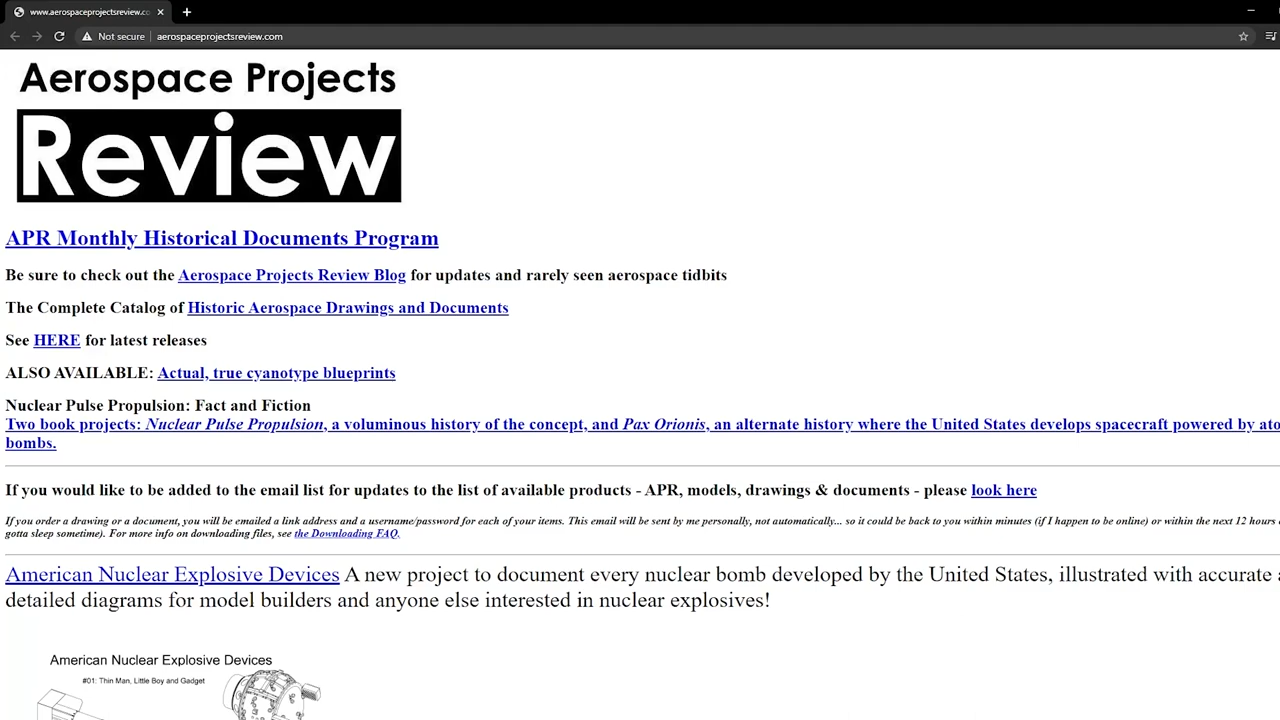 www.aerospaceprojectsreview.co
Not secure aerospaceprojectsreview.com
Aerospace Projects
Review
APR Monthly Historical Documents Program
Be sure to check out the Aerospace Projects Review Blog for updates and rarely seen aerospace tidbits
The Complete Catalog of Historic Aerospace Drawings and Documents
See HERE for latest releases
ALSO AVAILABLE: Actual, true cyanotype blueprints
Nuclear Pulse Propulsion: Fact and Fiction
Two book projects: Nuclear Pulse Propulsion, a voluminous history of the concept, and Pax Orionis, an alternate history where the United States develops spacecraft powered by ato
bombs.
If you would like to be added to the email list for updates to the list of available products - APR, models, drawings & documents - please look here
If you order a drawing or a document, you will be emailed a link address and a username/password for each of your items. This email will be sent by me personally, not automatically... so it could be back to you within minutes (if I happen to be online) or within the next 12 hours
gotta sleep sometime). For more info on downloading files, see the Downloading FAQ.
American Nuclear Explosive Devices A new project to document every nuclear bomb developed by the United States, illustrated with accurate a
detailed diagrams for model builders and anyone else interested in nuclear explosives!
American Nuclear Explosive Devices
#01: Thin Man, Little Boy and Gadget